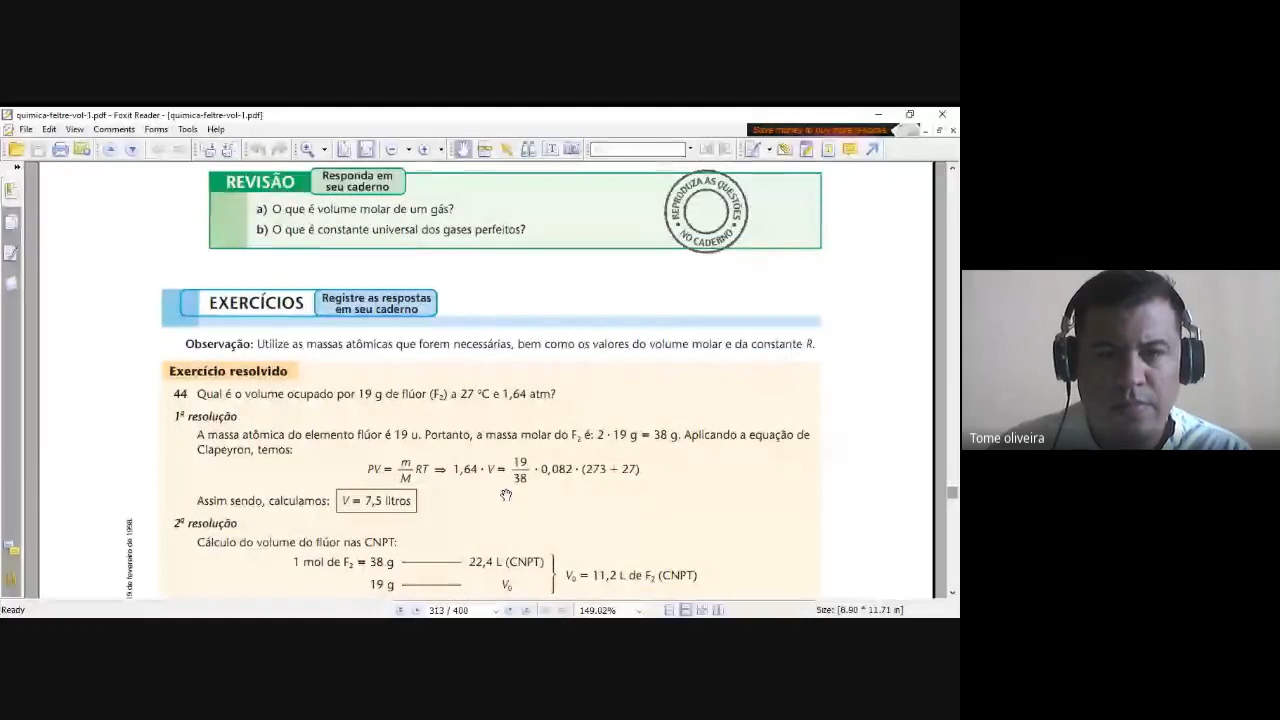 quimica-feltre-vol-1.pdf - Foxit Reader - [quimica-feltre-vol-1.pdf]
File Edit View Comments Forms Tools Help
REVISÃO
Responda em
seu caderno
REPRODUZA AS QUESTÕES
NO CADERNO
a) O que é volume molar de um gás?
b) O que é constante universal dos gases perfeitos?
EXERCÍCIOS
Registre as respostas
em seu caderno
Observação: Utilize as massas atômicas que forem necessárias, bem como os valores do volume molar e da constante R.
Exercício resolvido
44 Qual é o volume ocupado por 19 g de flúor (F₂) a 27 °C e 1,64 atm?
1ª resolução
A massa atômica do elemento flúor é 19 u. Portanto, a massa molar do F₂ é: 2 · 19 g = 38 g. Aplicando a equação de
Clapeyron, temos:
PV = m/M RT ⇒ 1,64 · V = 19/38 · 0,082 · (273 + 27)
Assim sendo, calculamos: V = 7,5 litros
2ª resolução
Cálculo do volume do flúor nas CNPT:
1 mol de F₂ = 38 g ——— 22,4 L (CNPT)
19 g ——— V₀
V₀ = 11,2 L de F₂ (CNPT)
de fevereiro de 1998.
Ready
313 / 400
149.02%
Size: [8.90 * 11.71 in]
Tome oliveira